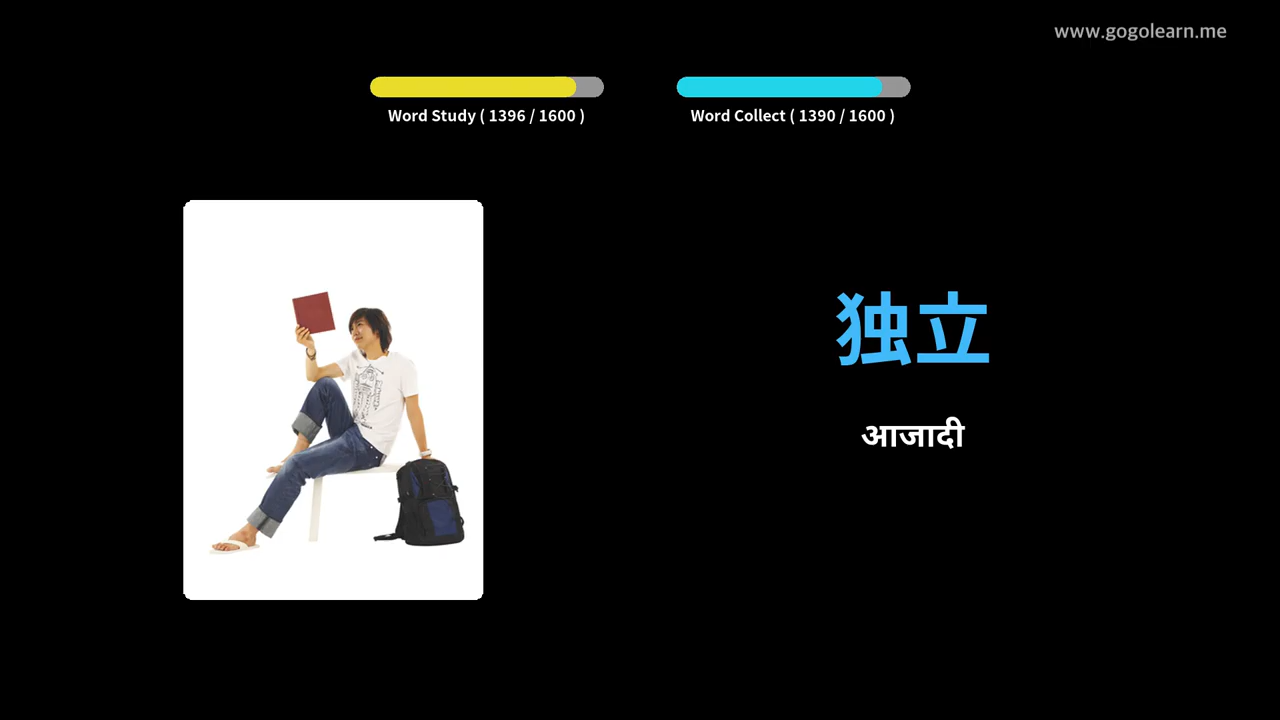 www.gogolearn.me
Word Study ( 1396 / 1600 )
Word Collect ( 1390 / 1600 )
独立
आजादी